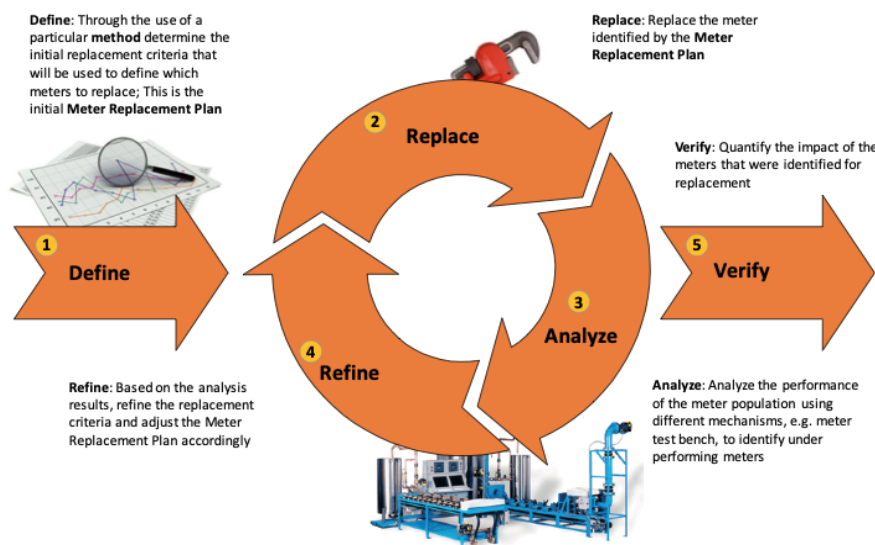 Define: Through the use of a
particular method determine the
initial replacement criteria that
will be used to define which
meters to replace; This is the
initial Meter Replacement Plan
Replace: Replace the meter
identified by the Meter
Replacement Plan
2
Replace
Verify: Quantify the impact of the
meters that were identified for
replacement
1
Define
5
Verify
3
Analyze
4
Refine
Refine: Based on the analysis
results, refine the replacement
criteria and adjust the Meter
Replacement Plan accordingly
Analyze: Analyze the performance
of the meter population using
different mechanisms, e.g. meter
test bench, to identify under
performing meters